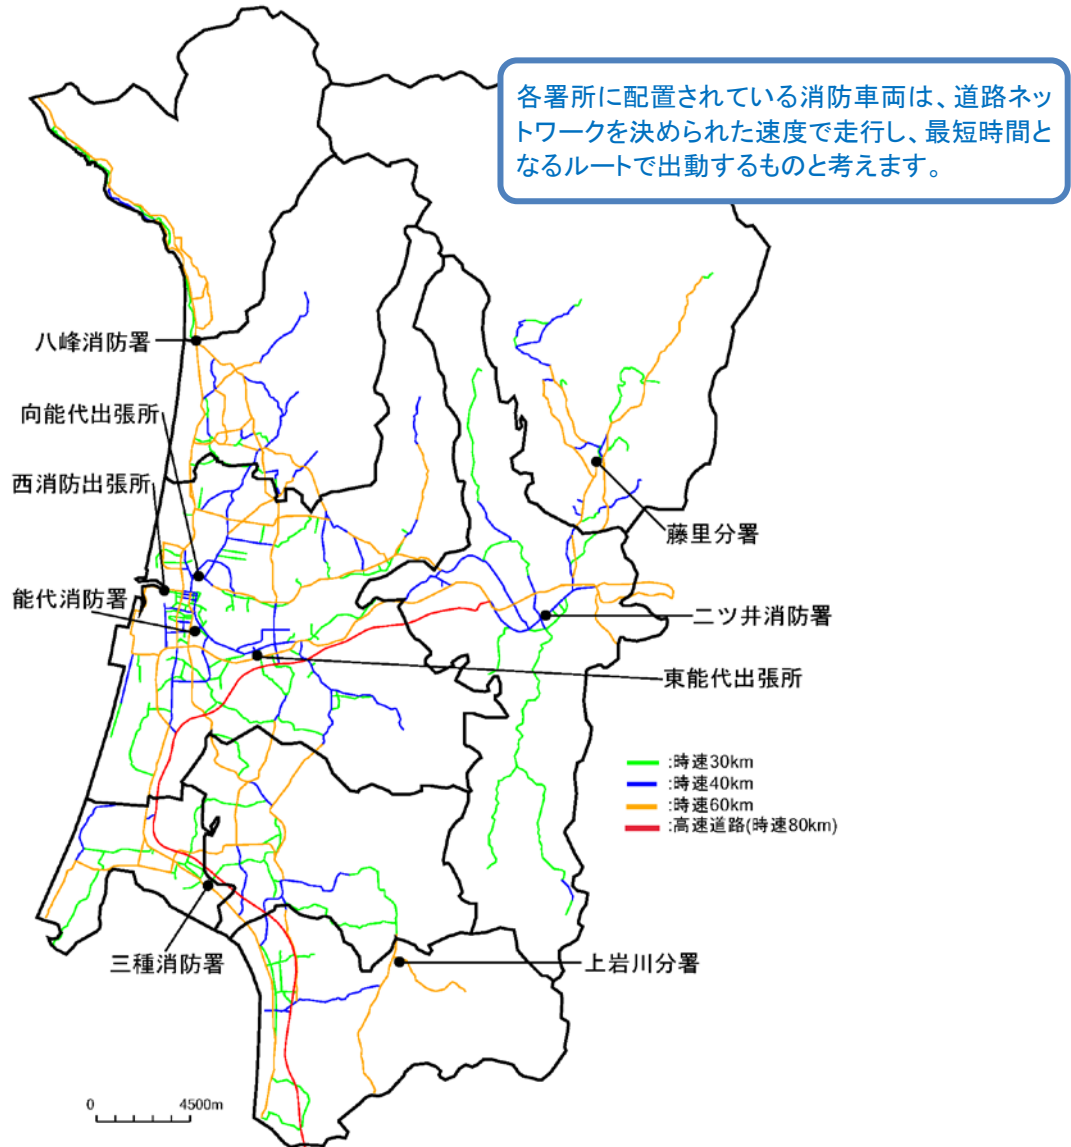 各署所に配置されている消防車両は、道路ネッ
トワークを決められた速度で走行し、最短時間と
なるルートで出動するものと考えます。
八峰消防署
向能代出張所
西消防出張所
能代消防署
藤里分署
二ツ井消防署
東能代出張所
:時速30km
:時速40km
:時速60km
:高速道路(時速80km)
三種消防署
上岩川分署
0 4500m